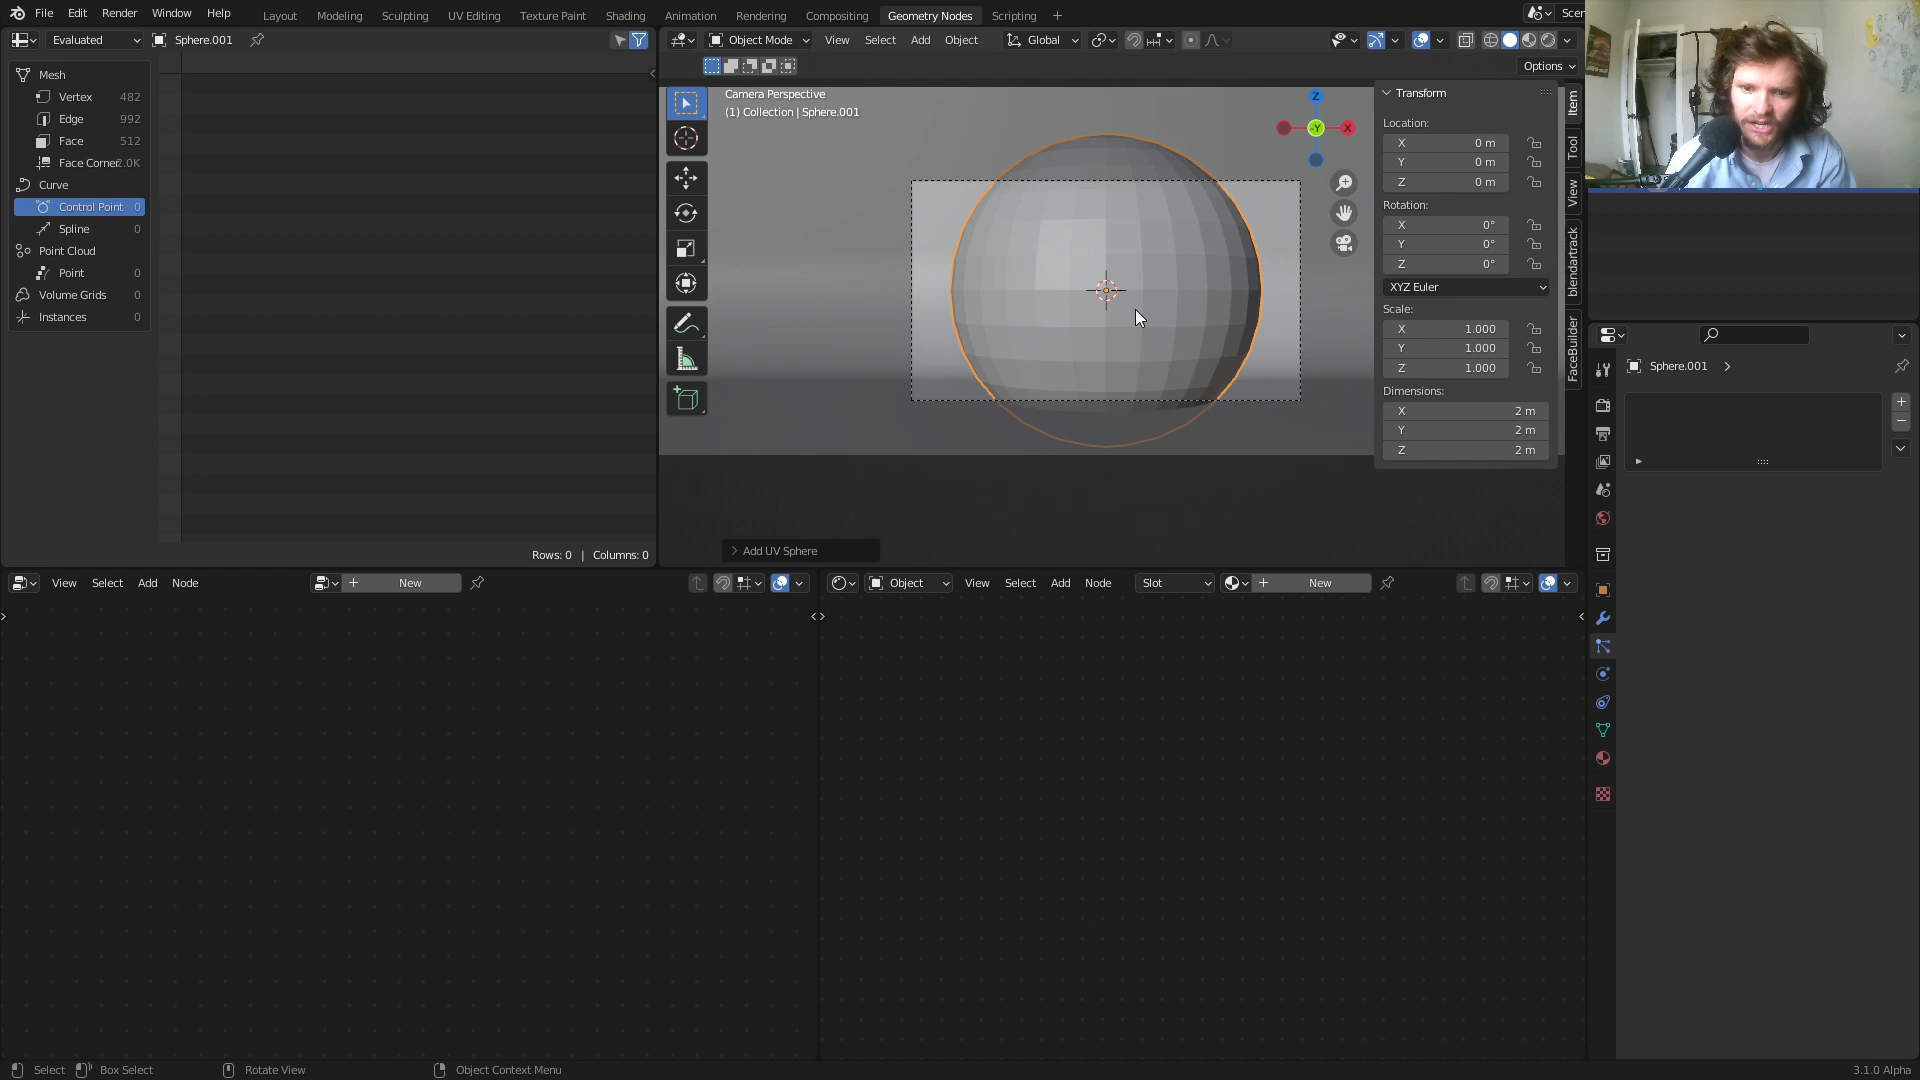 File Edit Render Window Help Layout Modeling Sculpting UV Editing Texture Paint Shading Animation Rendering Compositing Geometry Nodes Scripting + Scen
Evaluated Sphere.001
Object Mode View Select Add Object Global
Options
Mesh
Vertex 482
Edge 992
Face 512
Face Corner 2.0K
Curve
Control Point 0
Spline 0
Point Cloud
Point 0
Volume Grids 0
Instances 0
Rows: 0 | Columns: 0
Camera Perspective
(1) Collection | Sphere.001
Z
-Y
X
Add UV Sphere
Transform
Location:
X 0 m
Y 0 m
Z 0 m
Rotation:
X 0°
Y 0°
Z 0°
XYZ Euler
Scale:
X 1.000
Y 1.000
Z 1.000
Dimensions:
X 2 m
Y 2 m
Z 2 m
Item
Tool
View
blendartrack
FaceBuilder
Sphere.001
View Select Add Node New
Object View Select Add Node Slot New
Select Box Select Rotate View Object Context Menu 3.1.0 Alpha